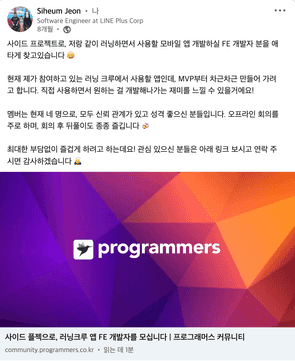 Siheum Jeon • 나
Software Engineer at LINE Plus Corp
8개월 •
사이드 프로젝트로, 저랑 같이 러닝하면서 사용할 모바일 앱 개발하실 FE 개발자 분을 애
타게 찾고있습니다
현재 제가 참여하고 있는 러닝 크루에서 사용할 앱인데, MVP부터 차근차근 만들어 가려
고 합니다. 직접 사용하면서 원하는 걸 개발해나가는 재미를 느낄 수 있을거에요!
멤버는 현재 네 명으로, 모두 신뢰 관계가 있고 성격 좋으신 분들입니다. 오프라인 회의를
주로 하며, 회의 후 뒤풀이도 종종 즐깁니다
최대한 부담없이 즐겁게 하려고 하는데요! 관심 있으신 분들은 아래 링크 보시고 연락 주
시면 감사하겠습니다
programmers
사이드 플젝으로, 러닝크루 앱 FE 개발자를 모십니다 | 프로그래머스 커뮤니티
community.programmers.co.kr • 읽는 데 1분